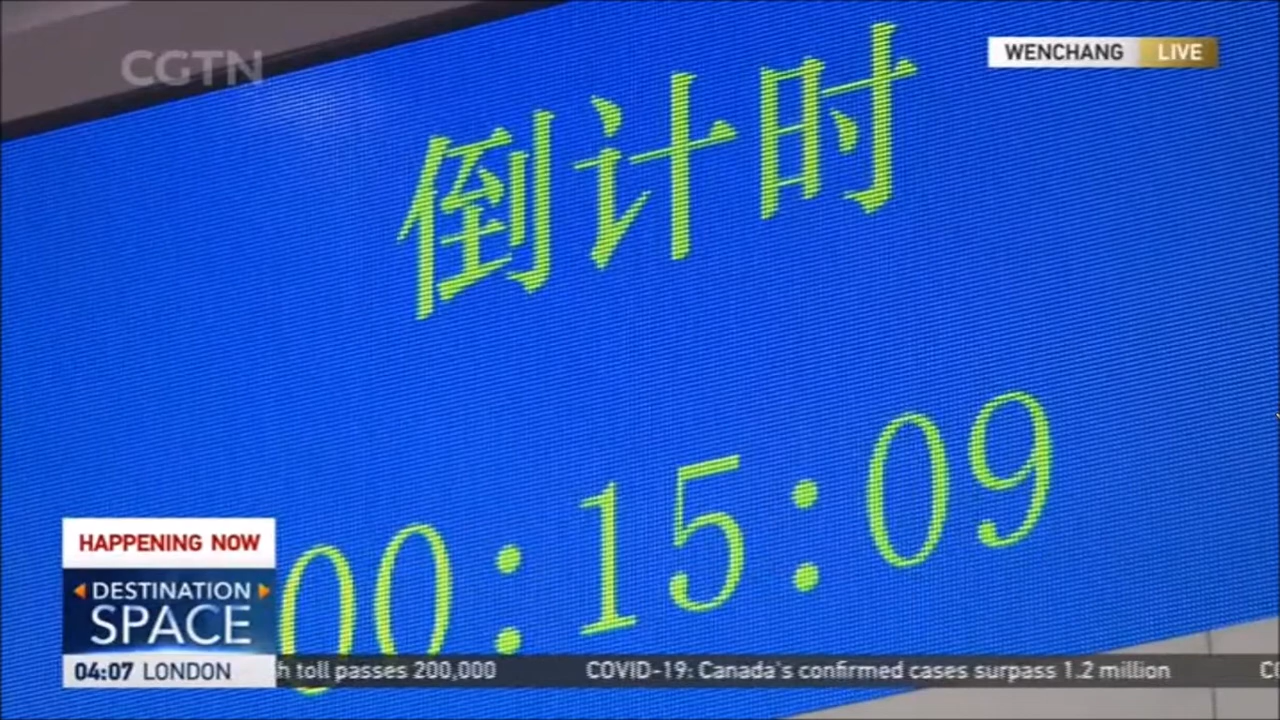 CGTN
WENCHANG LIVE
倒计时
00:15:09
HAPPENING NOW
DESTINATION
SPACE
04:07 LONDON
toll passes 200,000 COVID-19: Canada's confirmed cases surpass 1.2 million